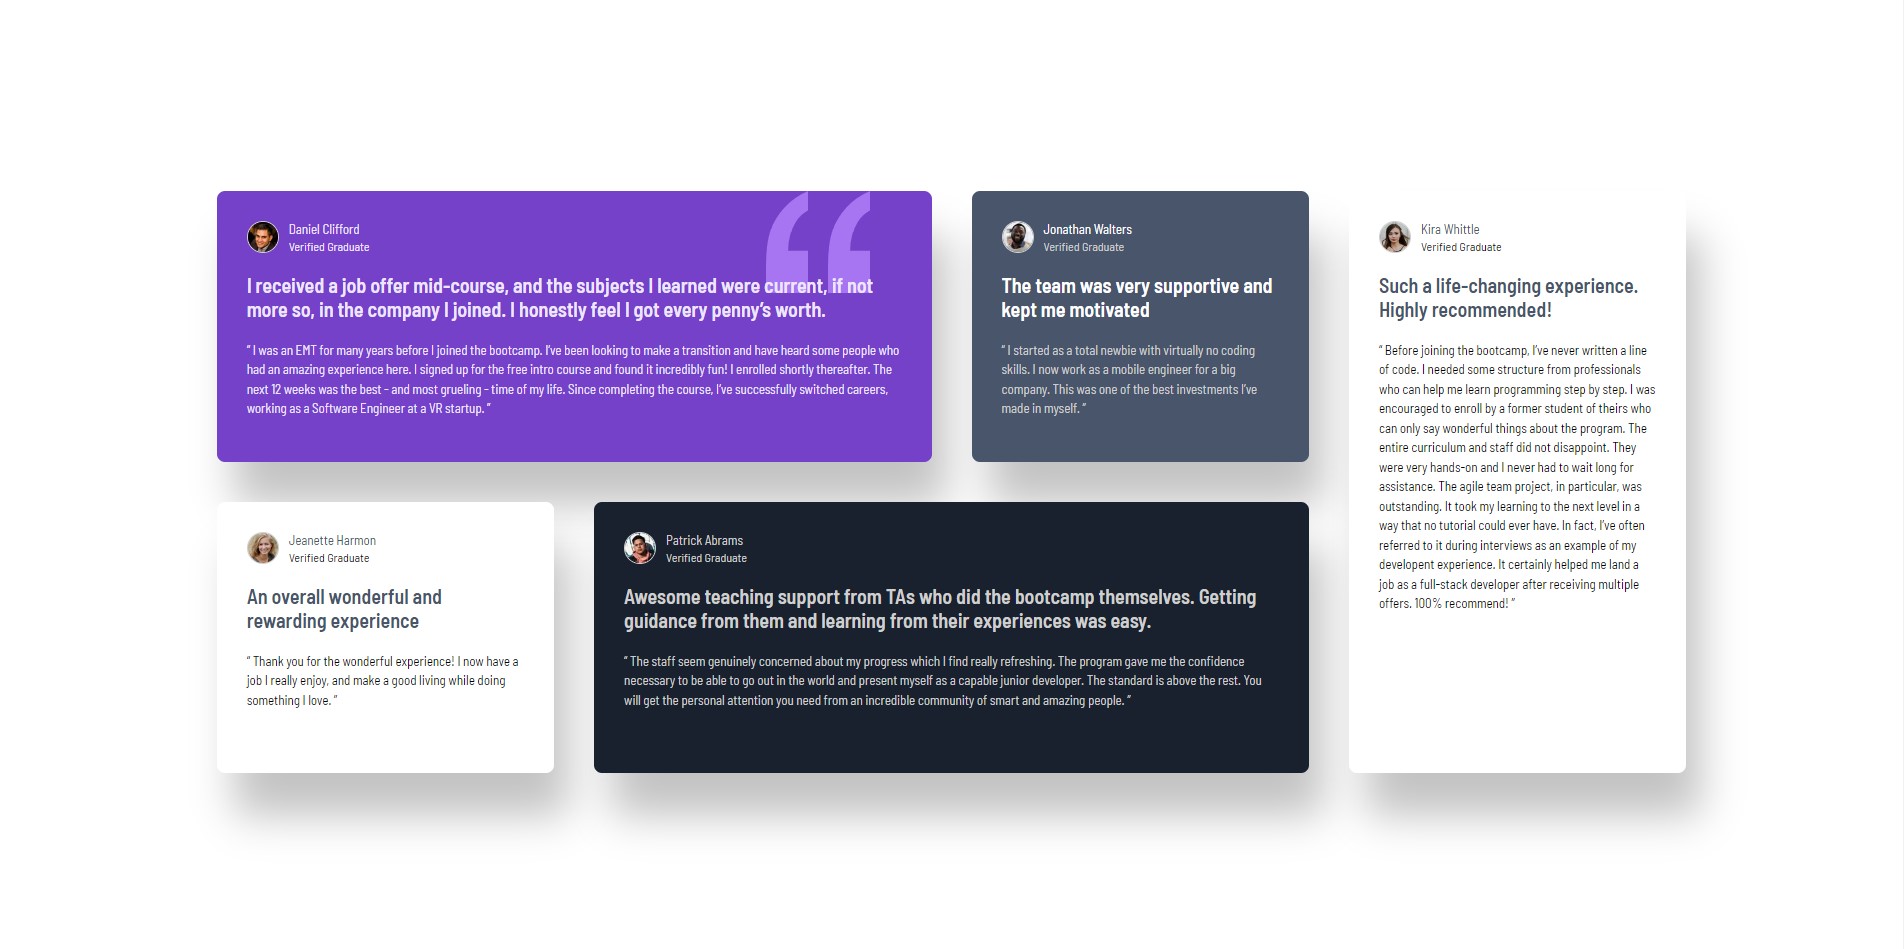 Daniel Clifford
Verified Graduate
I received a job offer mid-course, and the subjects I learned were current, if not
more so, in the company I joined. I honestly feel I got every penny’s worth.
“ I was an EMT for many years before I joined the bootcamp. I’ve been looking to make a transition and have heard some people who
had an amazing experience here. I signed up for the free intro course and found it incredibly fun! I enrolled shortly thereafter. The
next 12 weeks was the best - and most grueling - time of my life. Since completing the course, I’ve successfully switched careers,
working as a Software Engineer at a VR startup. ”
Jonathan Walters
Verified Graduate
The team was very supportive and
kept me motivated
“ I started as a total newbie with virtually no coding
skills. I now work as a mobile engineer for a big
company. This was one of the best investments I’ve
made in myself. ”
Kira Whittle
Verified Graduate
Such a life-changing experience.
Highly recommended!
“ Before joining the bootcamp, I’ve never written a line
of code. I needed some structure from professionals
who can help me learn programming step by step. I was
encouraged to enroll by a former student of theirs who
can only say wonderful things about the program. The
entire curriculum and staff did not disappoint. They
were very hands-on and I never had to wait long for
assistance. The agile team project, in particular, was
outstanding. It took my learning to the next level in a
way that no tutorial could ever have. In fact, I’ve often
referred to it during interviews as an example of my
developent experience. It certainly helped me land a
job as a full-stack developer after receiving multiple
offers. 100% recommend! ”
Jeanette Harmon
Verified Graduate
An overall wonderful and
rewarding experience
“ Thank you for the wonderful experience! I now have a
job I really enjoy, and make a good living while doing
something I love. ”
Patrick Abrams
Verified Graduate
Awesome teaching support from TAs who did the bootcamp themselves. Getting
guidance from them and learning from their experiences was easy.
“ The staff seem genuinely concerned about my progress which I find really refreshing. The program gave me the confidence
necessary to be able to go out in the world and present myself as a capable junior developer. The standard is above the rest. You
will get the personal attention you need from an incredible community of smart and amazing people. ”